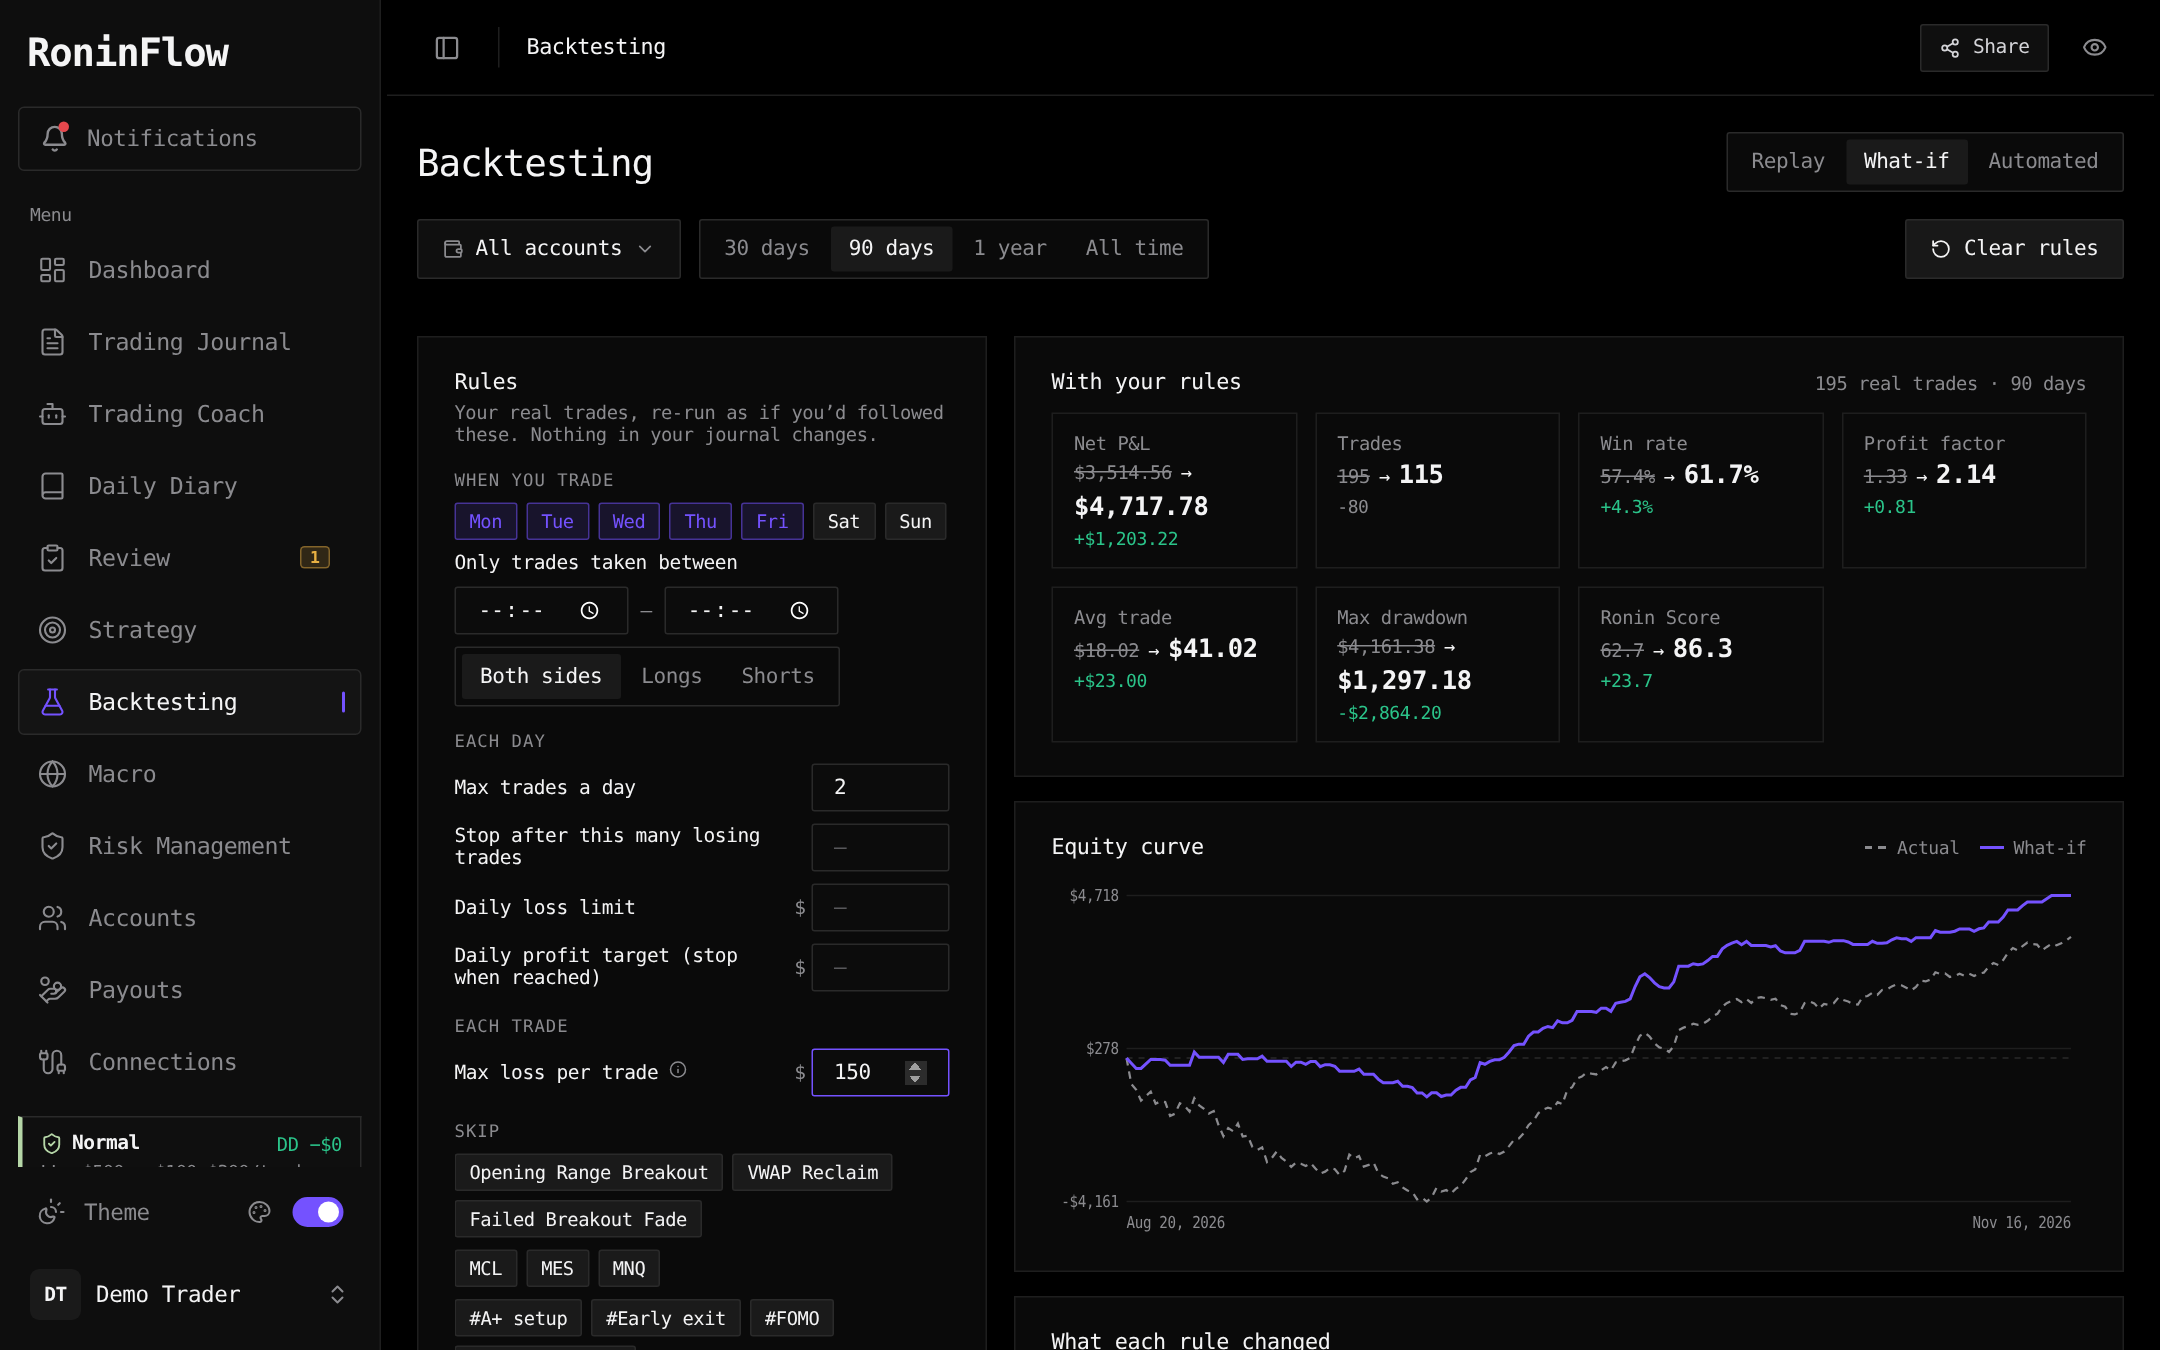 RoninFlow
Notifications
Menu
Dashboard
Trading Journal
Trading Coach
Daily Diary
Review 1
Strategy
Backtesting
Macro
Risk Management
Accounts
Payouts
Connections
Normal DD −$0
Theme
DT Demo Trader
Backtesting
Share
Backtesting
Replay What-if Automated
All accounts 30 days 90 days 1 year All time
Clear rules
Rules
Your real trades, re-run as if you’d followed
these. Nothing in your journal changes.
WHEN YOU TRADE
Mon Tue Wed Thu Fri Sat Sun
Only trades taken between
--:-- – --:--
Both sides Longs Shorts
EACH DAY
Max trades a day 2
Stop after this many losing
trades –
Daily loss limit $ –
Daily profit target (stop
when reached) $ –
EACH TRADE
Max loss per trade $ 150
SKIP
Opening Range Breakout VWAP Reclaim
Failed Breakout Fade
MCL MES MNQ
#A+ setup #Early exit #FOMO
With your rules 195 real trades · 90 days
Net P&L
$3,514.56 →
$4,717.78
+$1,203.22
Trades
195 → 115
-80
Win rate
57.4% → 61.7%
+4.3%
Profit factor
1.33 → 2.14
+0.81
Avg trade
$18.02 → $41.02
+$23.00
Max drawdown
$4,161.38 →
$1,297.18
-$2,864.20
Ronin Score
62.7 → 86.3
+23.7
Equity curve Actual What-if
$4,718
$278
-$4,161
Aug 20, 2026 Nov 16, 2026
What each rule changed